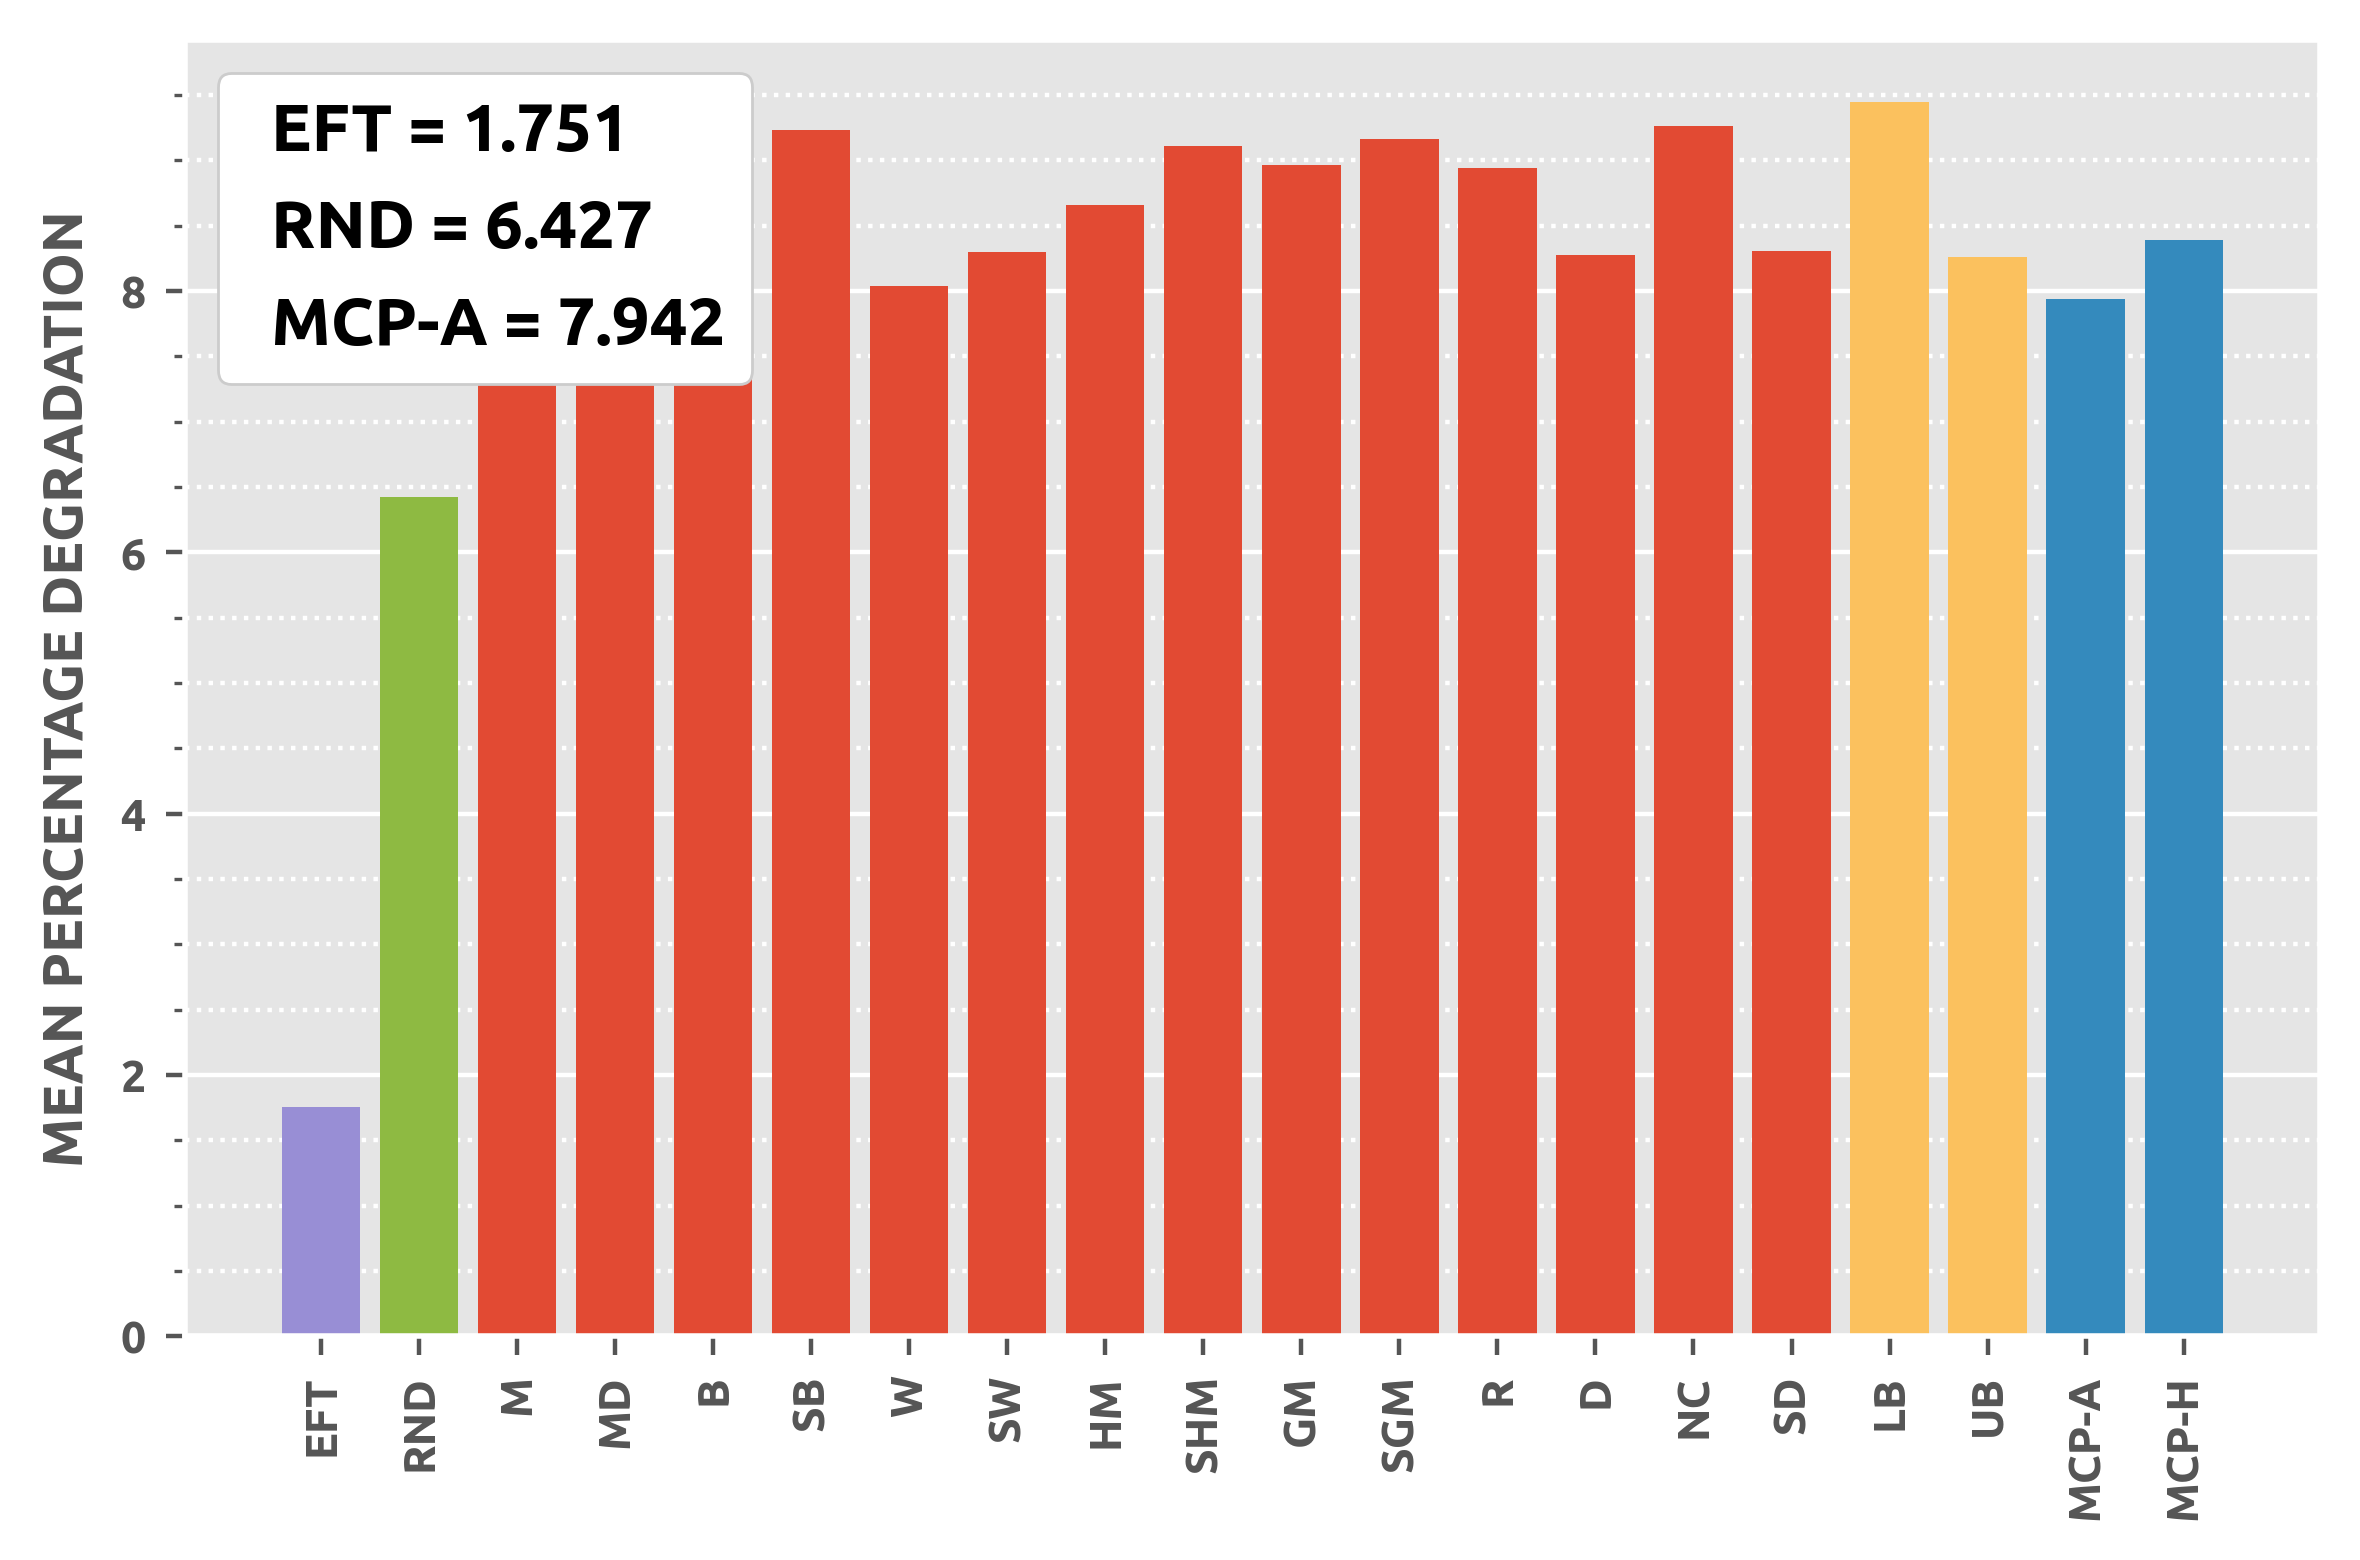 EFT = 1.751
RND = 6.427
MCP-A = 7.942
MEAN PERCENTAGE DEGRADATION
8
6
4
2
0
EFT
RND
M
MD
B
SB
W
SW
HM
SHM
GM
SGM
R
D
NC
SD
LB
UB
MCP-A
MCP-H